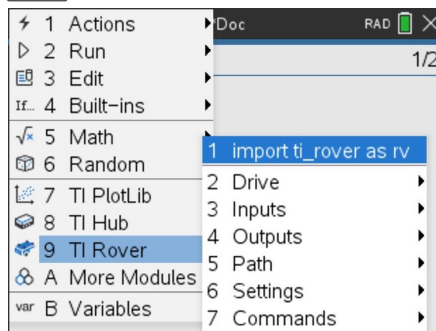 1 Actions
Doc RAD
2 Run
1/2
3 Edit
If... 4 Built-ins
√x 5 Math
6 Random
7 TI PlotLib
8 TI Hub
9 TI Rover
A More Modules
var B Variables
1 import ti_rover as rv
2 Drive
3 Inputs
4 Outputs
5 Path
6 Settings
7 Commands